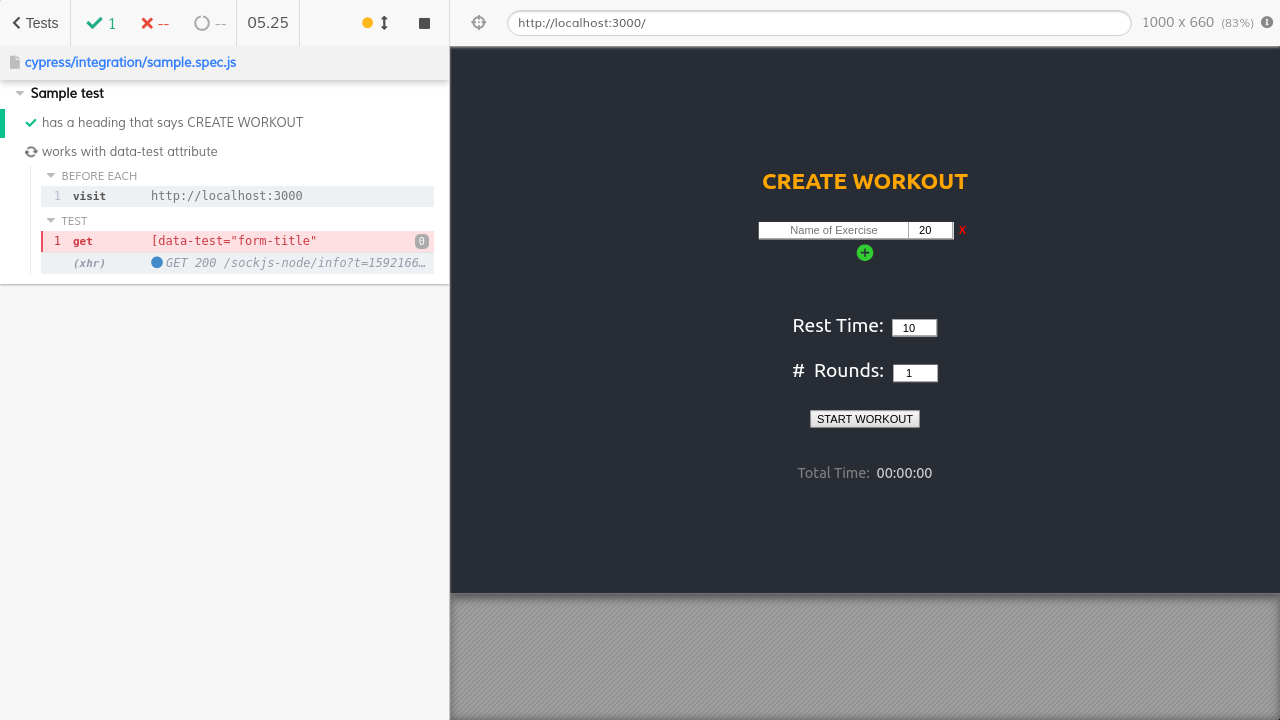 Tests 1 -- -- 05.25
cypress/integration/sample.spec.js
Sample test
has a heading that says CREATE WORKOUT
works with data-test attribute
BEFORE EACH
1 visit http://localhost:3000
TEST
1 get [data-test="form-title" 0
(xhr) GET 200 /sockjs-node/info?t=1592166…
http://localhost:3000/ 1000 x 660 (83%)
CREATE WORKOUT
Name of Exercise 20 X
Rest Time: 10
# Rounds: 1
START WORKOUT
Total Time: 00:00:00